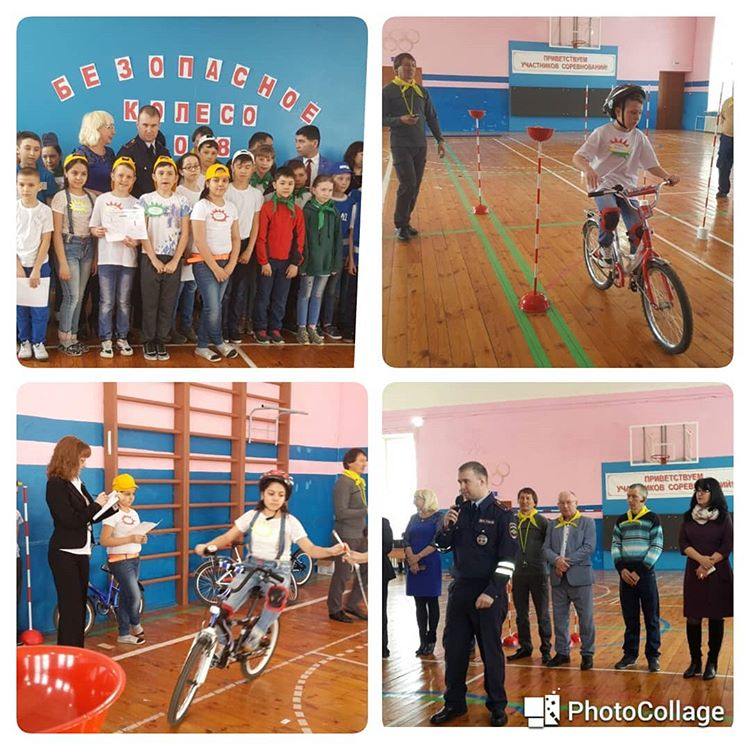 БЕЗОПАСНОЕ
КОЛЕСО
ПРИВЕТСТВУЕМ
УЧАСТНИКОВ СОРЕВНОВАНИЙ!
ПРИВЕТСТВУЕМ
УЧАСТНИКОВ СОРЕВНОВАНИЙ!
PhotoCollage